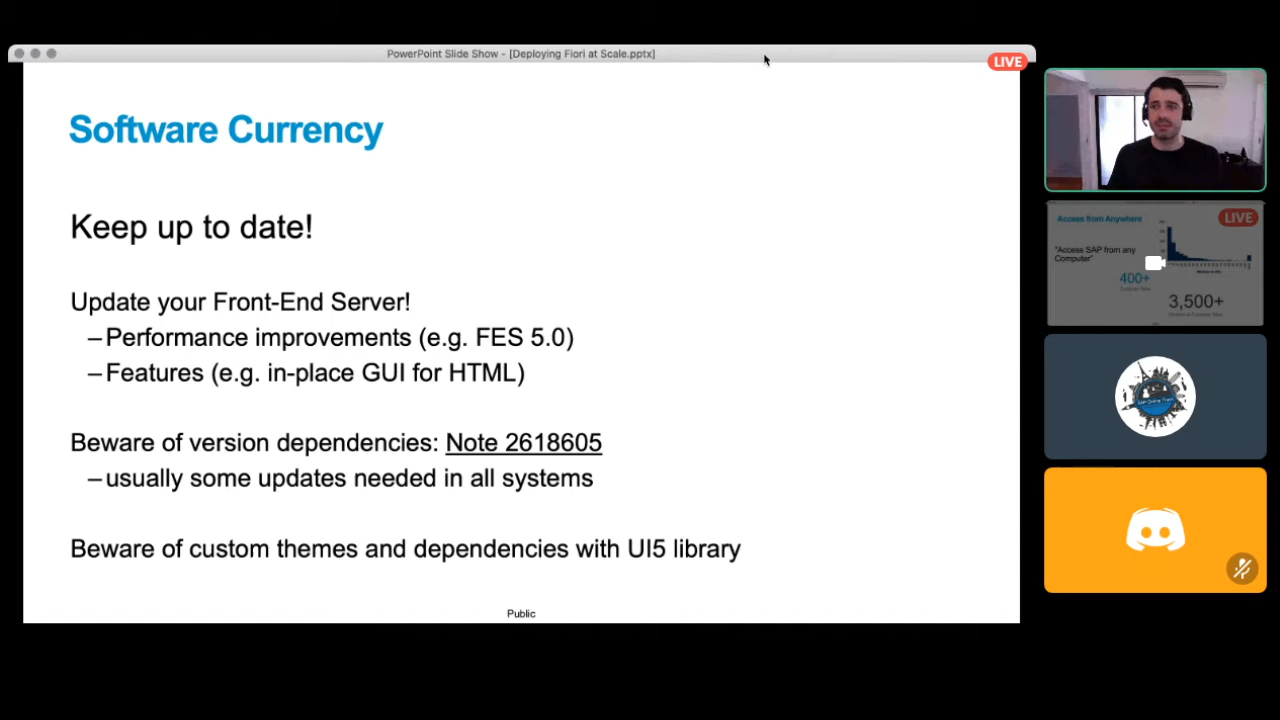 PowerPoint Slide Show - [Deploying Fiori at Scale.pptx]
LIVE
Software Currency
Keep up to date!
Update your Front-End Server!
–Performance improvements (e.g. FES 5.0)
–Features (e.g. in-place GUI for HTML)
Beware of version dependencies: Note 2618605
–usually some updates needed in all systems
Beware of custom themes and dependencies with UI5 library
Public
Access from Anywhere
LIVE
"Access SAP from any
Computer"
400+
3,500+